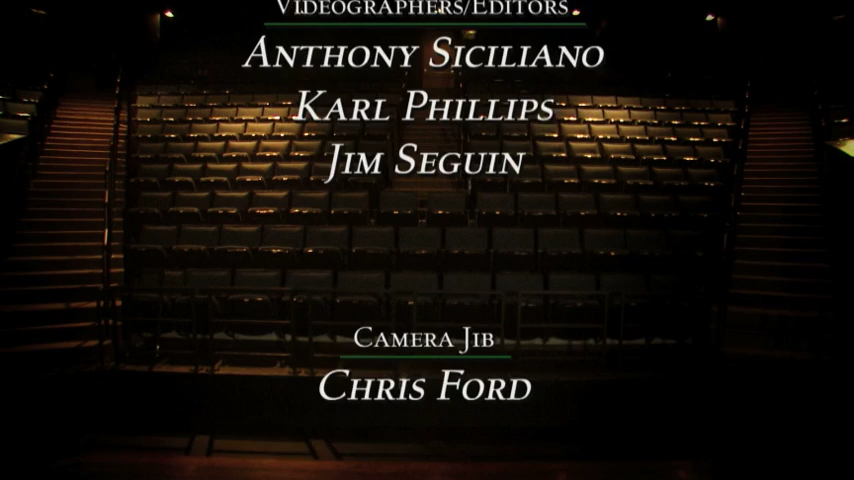 Videographers/Editors
Anthony Siciliano
Karl Phillips
Jim Seguin
Camera Jib
Chris Ford